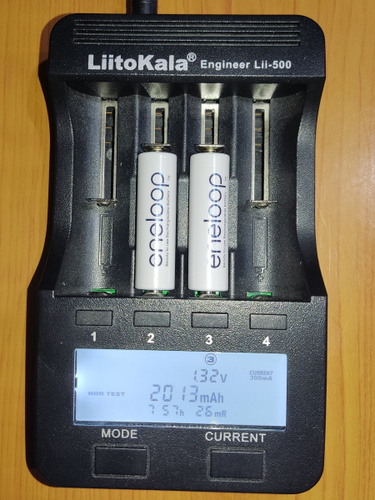 LiitoKala® Engineer Lii-500
eneloop
eneloop
1 2 3 4
3
1.32V
CURRENT
300mA
NOR TEST
2013mAh
7 57h 26mR
MODE CURRENT